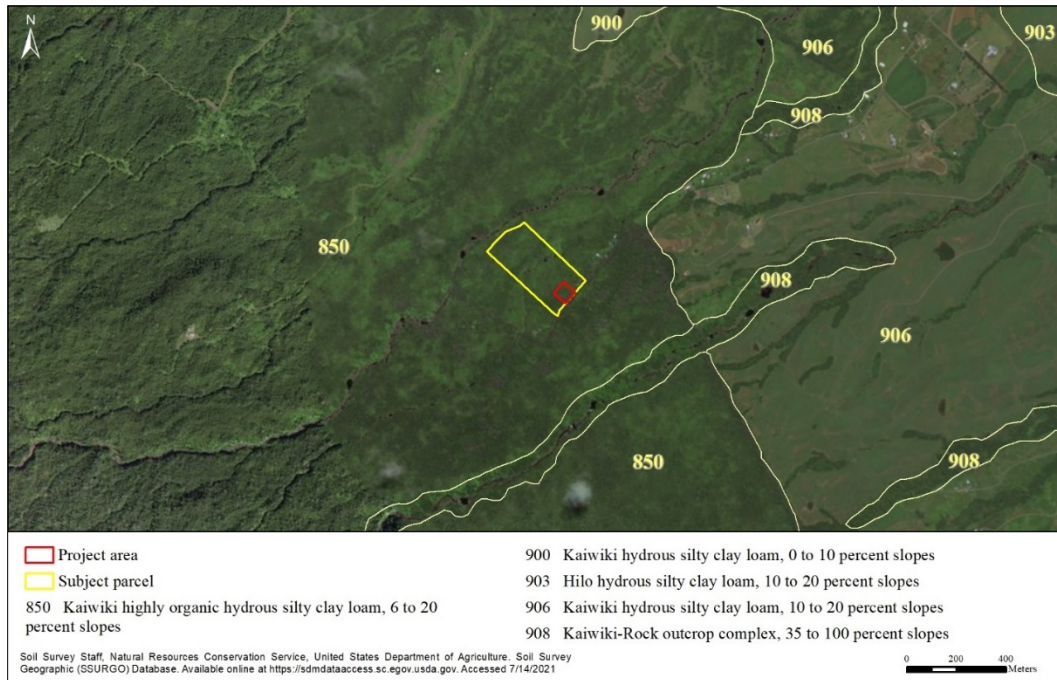 N
900
903
906
908
850
908
906
850
908
Project area
Subject parcel
850 Kaiwiki highly organic hydrous silty clay loam, 6 to 20
percent slopes
900 Kaiwiki hydrous silty clay loam, 0 to 10 percent slopes
903 Hilo hydrous silty clay loam, 10 to 20 percent slopes
906 Kaiwiki hydrous silty clay loam, 10 to 20 percent slopes
908 Kaiwiki-Rock outcrop complex, 35 to 100 percent slopes
Soil Survey Staff, Natural Resources Conservation Service, United States Department of Agriculture. Soil Survey
Geographic (SSURGO) Database. Available online at https://sdmdataaccess.sc.egov.usda.gov. Accessed 7/14/2021
0 200 400
Meters